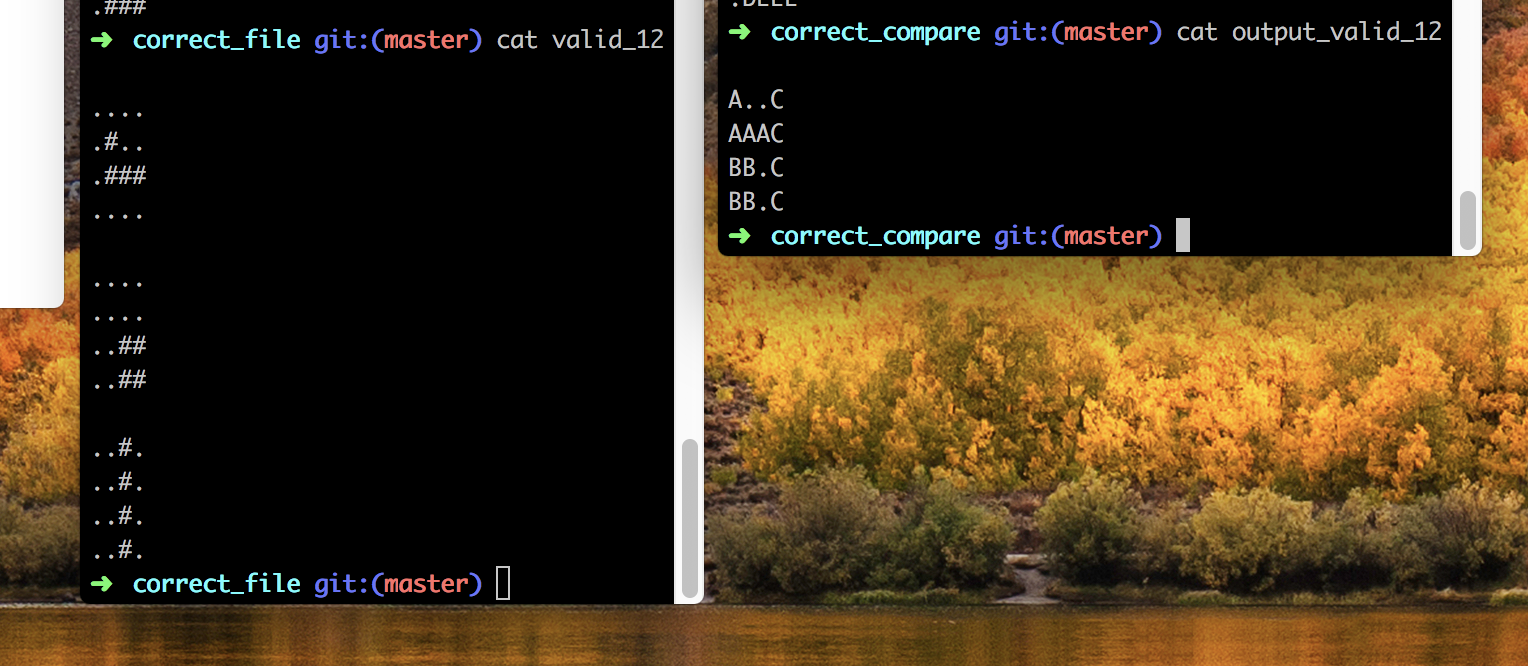 .###
➜  correct_file git:(master) cat valid_12

....
.#..
.###
....

....
....
..##
..##

..#.
..#.
..#.
..#.
➜  correct_file git:(master)
➜  correct_compare git:(master) cat output_valid_12

A..C
AAAC
BB.C
BB.C
➜  correct_compare git:(master)